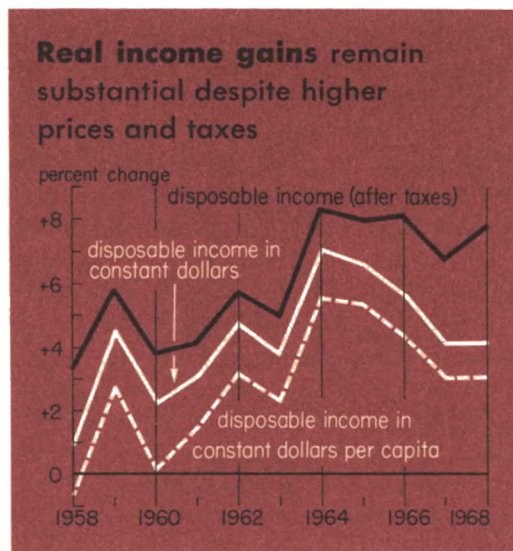 Real income gains remain
substantial despite higher
prices and taxes
percent change
disposable income (after taxes)
+8
disposable income in
constant dollars
+6
+4
+2
disposable income in
constant dollars per capita
0
1958 1960 1962 1964 1966 1968